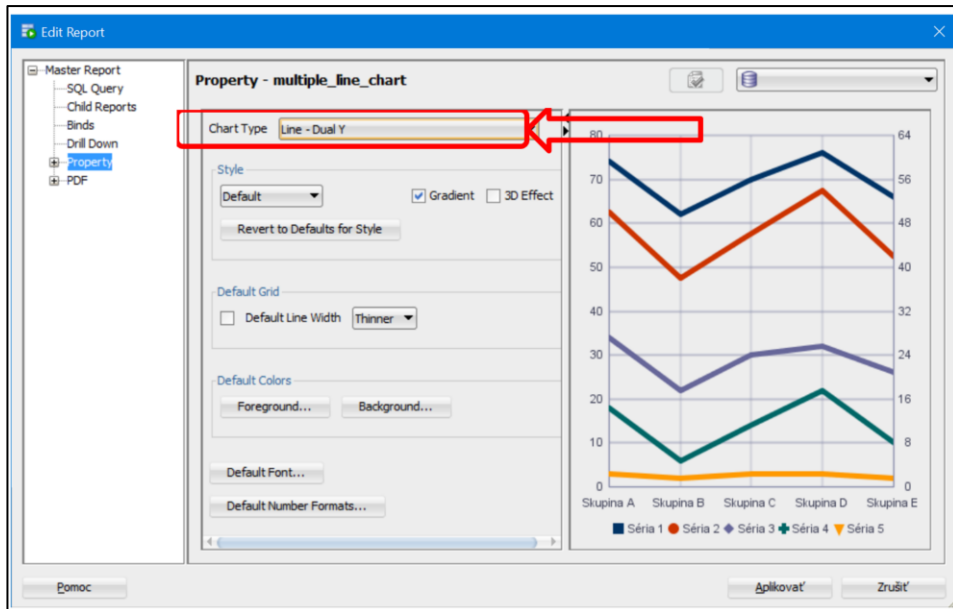 Edit Report
Master Report
SQL Query
Child Reports
Binds
Drill Down
Property
PDF
Property - multiple_line_chart
Chart Type Line - Dual Y
Style
Default Gradient 3D Effect
Revert to Defaults for Style
Default Grid
Default Line Width Thinner
Default Colors
Foreground... Background...
Default Font...
Default Number Formats...
80 64
70 56
60 48
50 40
40 32
30 24
20 16
10 8
0 0
Skupina A Skupina B Skupina C Skupina D Skupina E
Séria 1 Séria 2 Séria 3 Séria 4 Séria 5
Pomoc Aplikovať Zrušiť